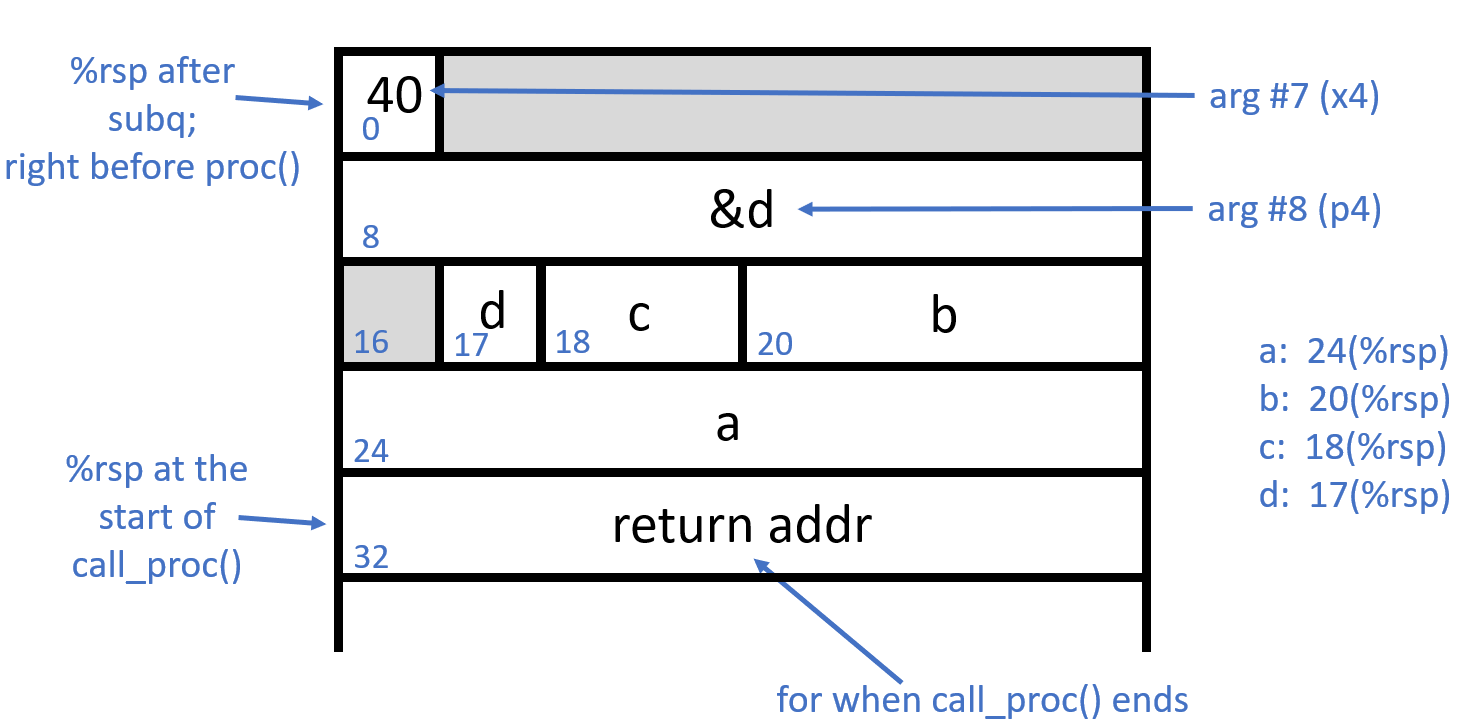 %rsp after
subq;
right before proc()
40
0
arg #7 (x4)
&d
8
arg #8 (p4)
16
d
17
c
18
b
20
a
24
a: 24(%rsp)
b: 20(%rsp)
c: 18(%rsp)
d: 17(%rsp)
%rsp at the
start of
call_proc()
return addr
32
for when call_proc() ends